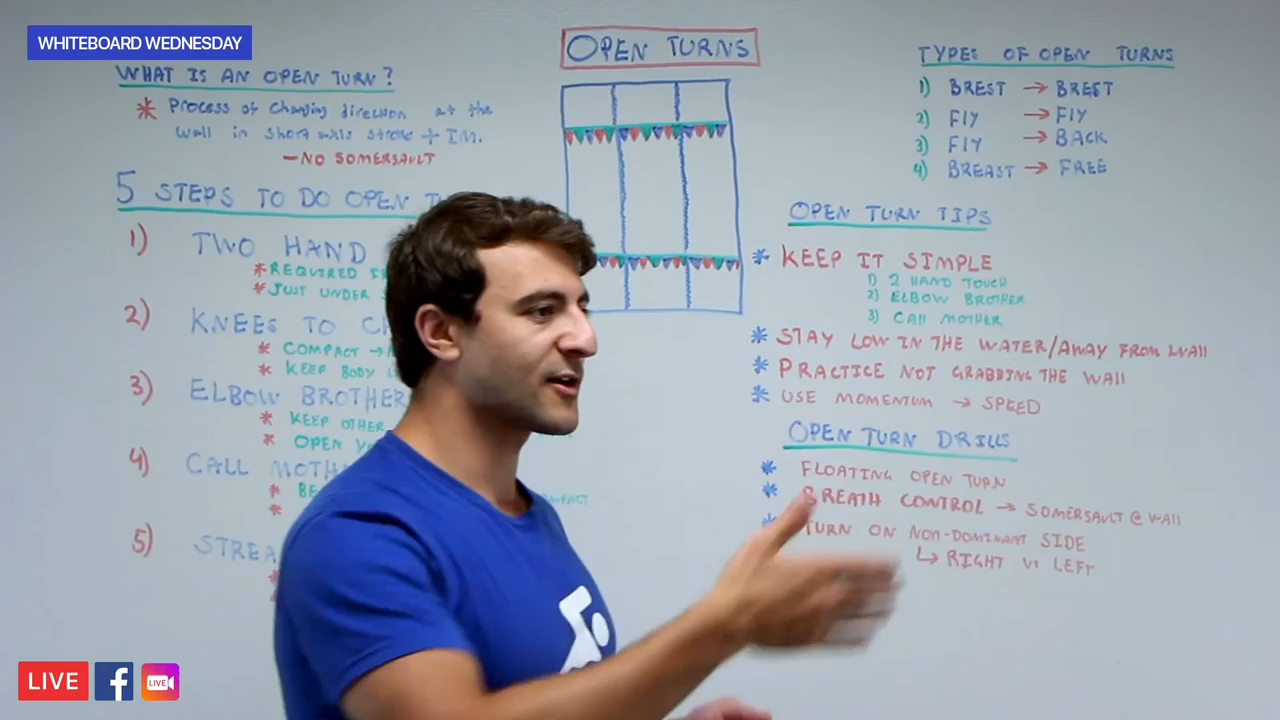 WHITEBOARD WEDNESDAY
OPEN TURNS
WHAT IS AN OPEN TURN?
* Process of changing direction at the
wall in short axis stroke + IM.
- NO SOMERSAULT
5 STEPS TO DO OPEN
1) TWO HAND
* REQUIRED
* JUST UNDER
2) KNEES TO
* COMPACT →
* KEEP BODY
3) ELBOW BROTHER
* KEEP OTHER
* OPEN
4) CALL
*
*
5)
TYPES OF OPEN TURNS
1) BREST → BREST
2) FLY → FLY
3) FLY → BACK
4) BREAST → FREE
OPEN TURN TIPS
* KEEP IT SIMPLE
1) 2 HAND TOUCH
2) ELBOW BROTHER
3) CALL MOTHER
* STAY LOW IN THE WATER/AWAY FROM WALL
* PRACTICE NOT GRABBING THE WALL
* USE MOMENTUM → SPEED
OPEN TURN DRILLS
* FLOATING OPEN TURN
* BREATH CONTROL → SOMERSAULT @ WALL
* TURN ON NON-DOMINANT SIDE
↳ RIGHT VS LEFT
LIVE
LIVE